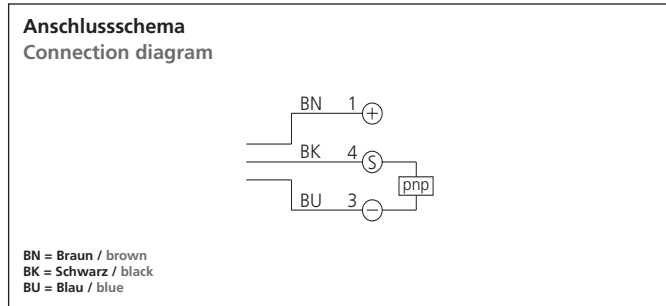 Anschlussschema
Connection diagram
BN 1 +
BK 4 S
pnp
BU 3 −
BN = Braun / brown
BK = Schwarz / black
BU = Blau / blue